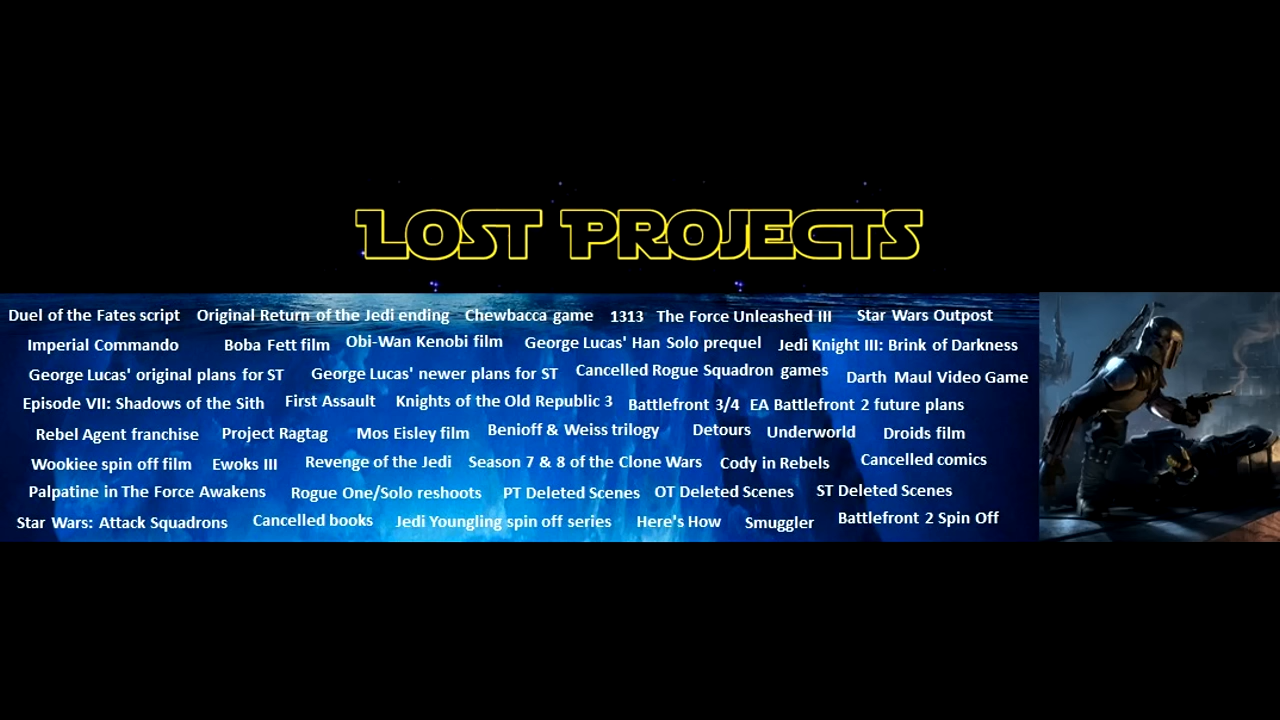 LOST PROJECTS
Duel of the Fates script Original Return of the Jedi ending Chewbacca game 1313 The Force Unleashed III Star Wars Outpost
Imperial Commando Boba Fett film Obi-Wan Kenobi film George Lucas' Han Solo prequel Jedi Knight III: Brink of Darkness
George Lucas' original plans for ST George Lucas' newer plans for ST Cancelled Rogue Squadron games Darth Maul Video Game
Episode VII: Shadows of the Sith First Assault Knights of the Old Republic 3 Battlefront 3/4 EA Battlefront 2 future plans
Rebel Agent franchise Project Ragtag Mos Eisley film Benioff & Weiss trilogy Detours Underworld Droids film
Wookiee spin off film Ewoks III Revenge of the Jedi Season 7 & 8 of the Clone Wars Cody in Rebels Cancelled comics
Palpatine in The Force Awakens Rogue One/Solo reshoots PT Deleted Scenes OT Deleted Scenes ST Deleted Scenes
Star Wars: Attack Squadrons Cancelled books Jedi Youngling spin off series Here's How Smuggler Battlefront 2 Spin Off